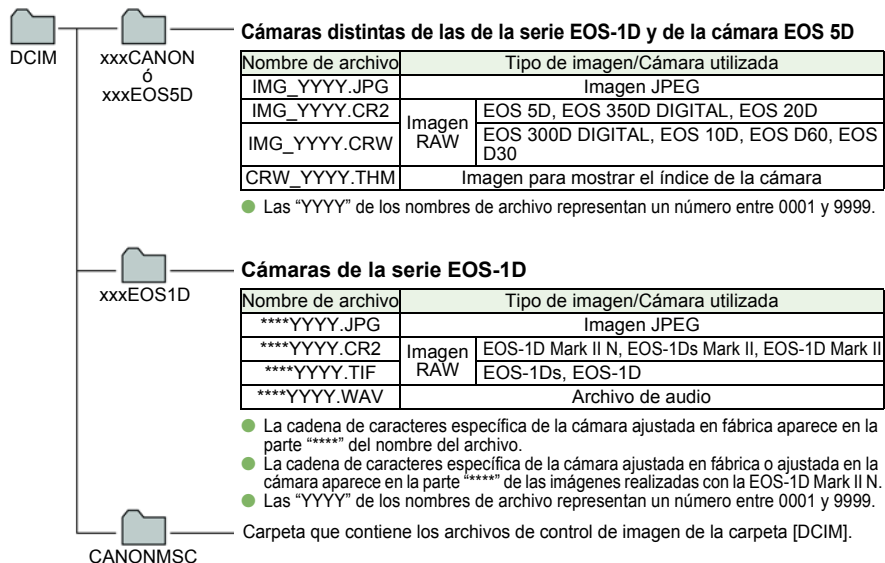 DCIM
xxxCANON
ó
xxxEOS5D
Cámaras distintas de las de la serie EOS-1D y de la cámara EOS 5D
Nombre de archivo Tipo de imagen/Cámara utilizada
IMG_YYYY.JPG Imagen JPEG
IMG_YYYY.CR2 Imagen RAW EOS 5D, EOS 350D DIGITAL, EOS 20D
IMG_YYYY.CRW EOS 300D DIGITAL, EOS 10D, EOS D60, EOS
D30
CRW_YYYY.THM Imagen para mostrar el índice de la cámara
● Las “YYYY” de los nombres de archivo representan un número entre 0001 y 9999.
xxxEOS1D
Cámaras de la serie EOS-1D
Nombre de archivo Tipo de imagen/Cámara utilizada
****YYYY.JPG Imagen JPEG
****YYYY.CR2 Imagen RAW EOS-1D Mark II N, EOS-1Ds Mark II, EOS-1D Mark II
****YYYY.TIF EOS-1Ds, EOS-1D
****YYYY.WAV Archivo de audio
● La cadena de caracteres específica de la cámara ajustada en fábrica aparece en la
parte “****” del nombre del archivo.
● La cadena de caracteres específica de la cámara ajustada en fábrica o ajustada en la
cámara aparece en la parte “****” de las imágenes realizadas con la EOS-1D Mark II N.
● Las “YYYY” de los nombres de archivo representan un número entre 0001 y 9999.
CANONMSC
Carpeta que contiene los archivos de control de imagen de la carpeta [DCIM].